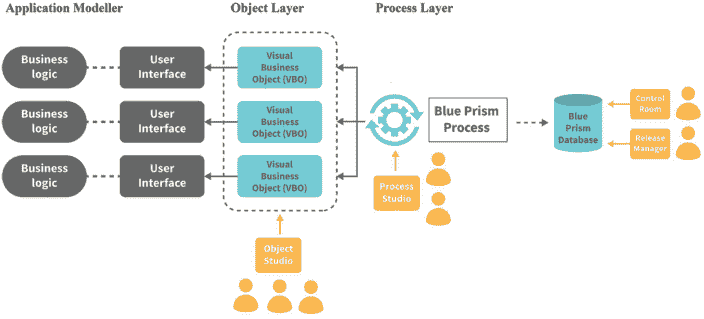 Application Modeller
Object Layer
Process Layer
Business
logic
User
Interface
Visual
Business
Object (VBO)
Business
logic
User
Interface
Visual
Business
Object (VBO)
Business
logic
User
Interface
Visual
Business
Object (VBO)
Blue Prism
Process
Blue
Prism
Database
Control
Room
Release
Manager
Process
Studio
Object
Studio